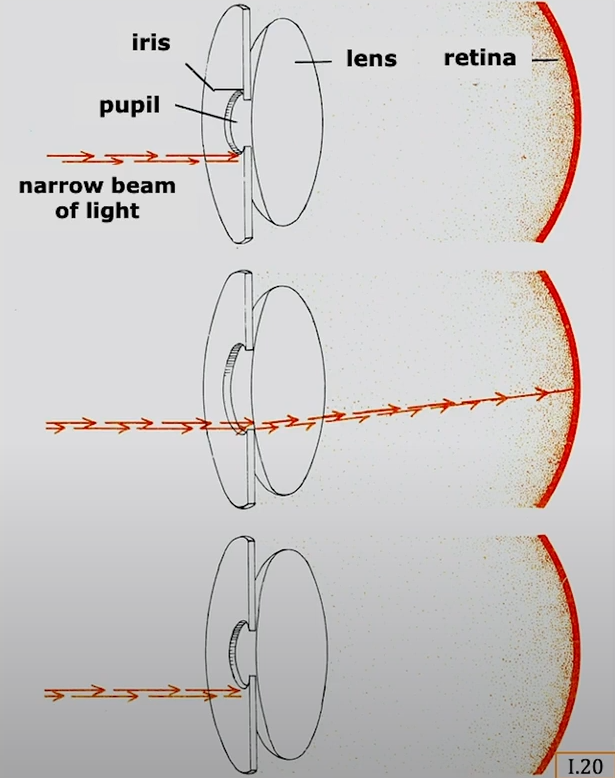 iris
lens
retina
pupil
narrow beam
of light
I.20